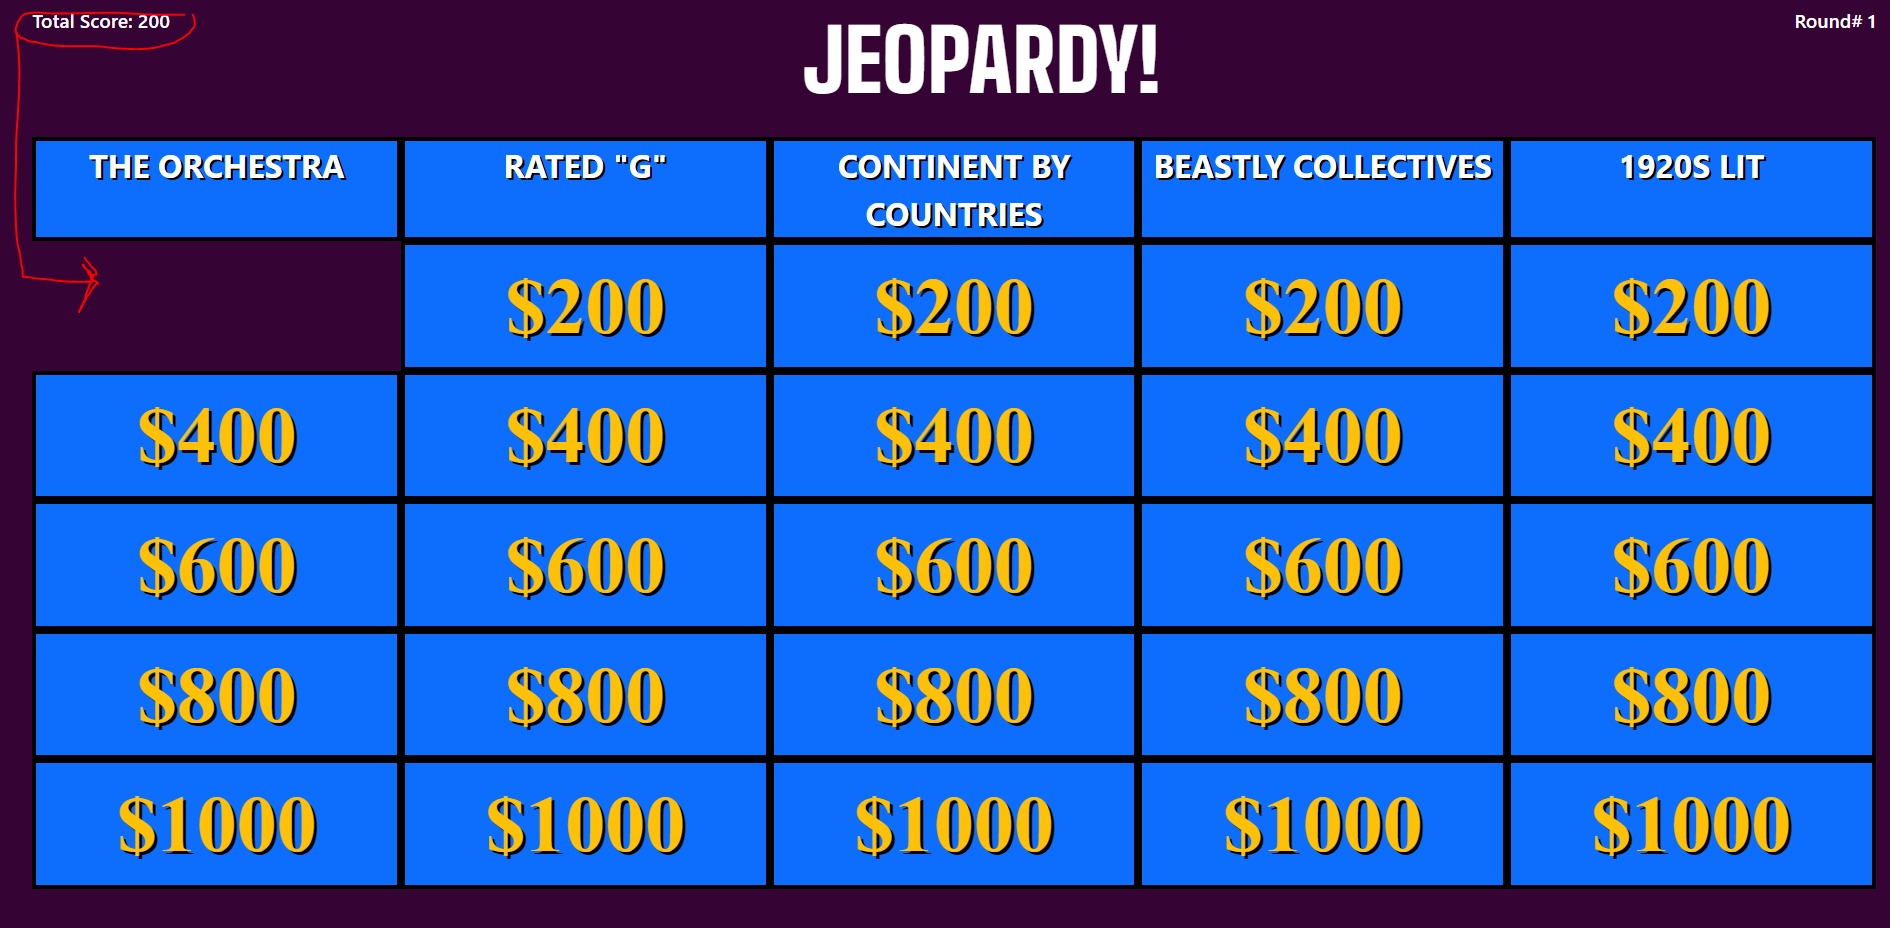 Total Score: 200
Round# 1
JEOPARDY!
THE ORCHESTRA
RATED "G"
CONTINENT BY
COUNTRIES
BEASTLY COLLECTIVES
1920S LIT
$200 $200 $200 $200
$400 $400 $400 $400 $400
$600 $600 $600 $600 $600
$800 $800 $800 $800 $800
$1000 $1000 $1000 $1000 $1000